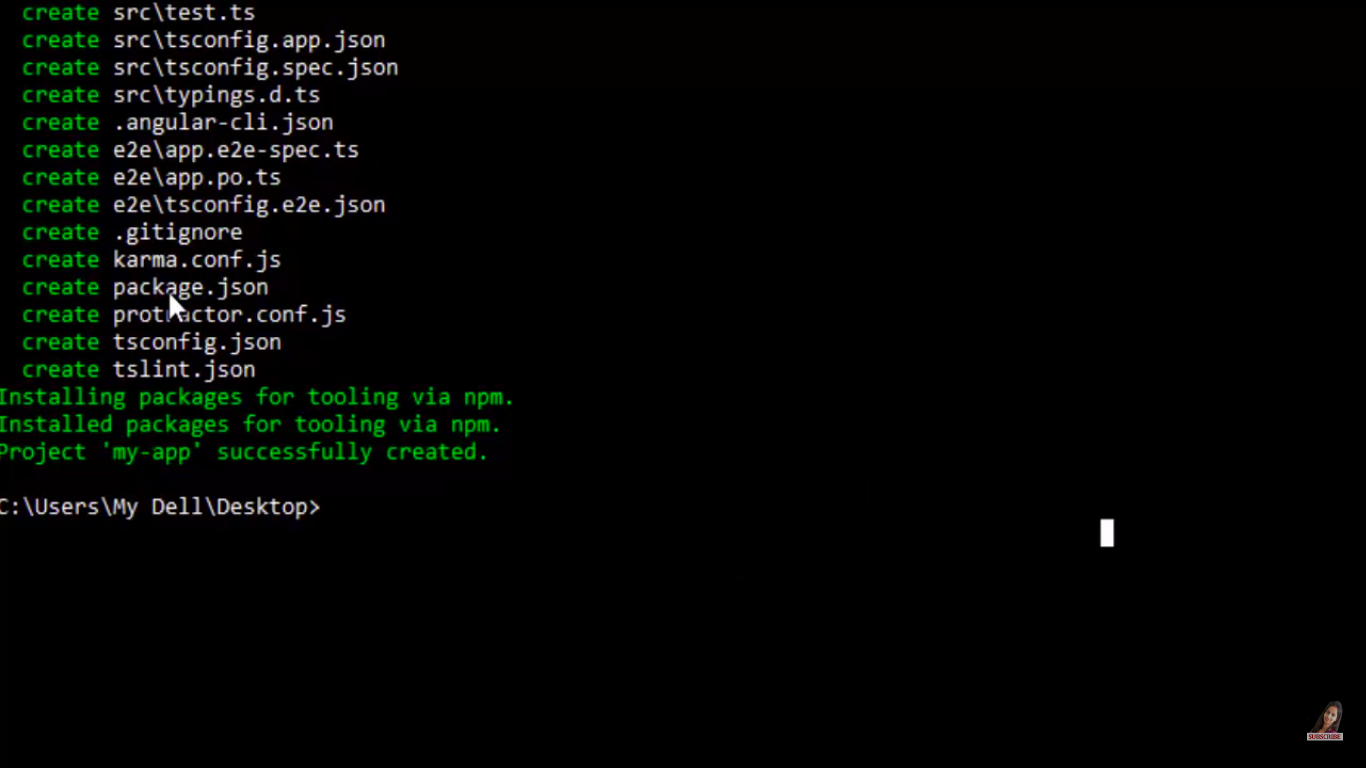 create src\test.ts
create src\tsconfig.app.json
create src\tsconfig.spec.json
create src\typings.d.ts
create .angular-cli.json
create e2e\app.e2e-spec.ts
create e2e\app.po.ts
create e2e\tsconfig.e2e.json
create .gitignore
create karma.conf.js
create package.json
create protractor.conf.js
create tsconfig.json
create tslint.json
Installing packages for tooling via npm.
Installed packages for tooling via npm.
Project 'my-app' successfully created.
C:\Users\My Dell\Desktop>
SUBSCRIBE